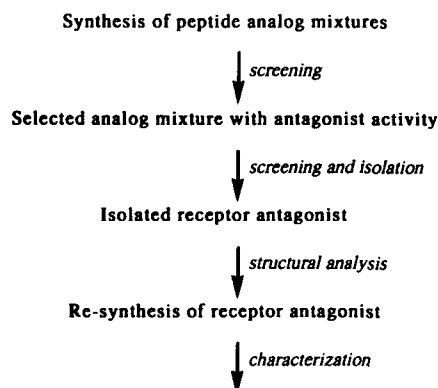 Synthesis of peptide analog mixtures
screening
Selected analog mixture with antagonist activity
screening and isolation
Isolated receptor antagonist
structural analysis
Re-synthesis of receptor antagonist
characterization